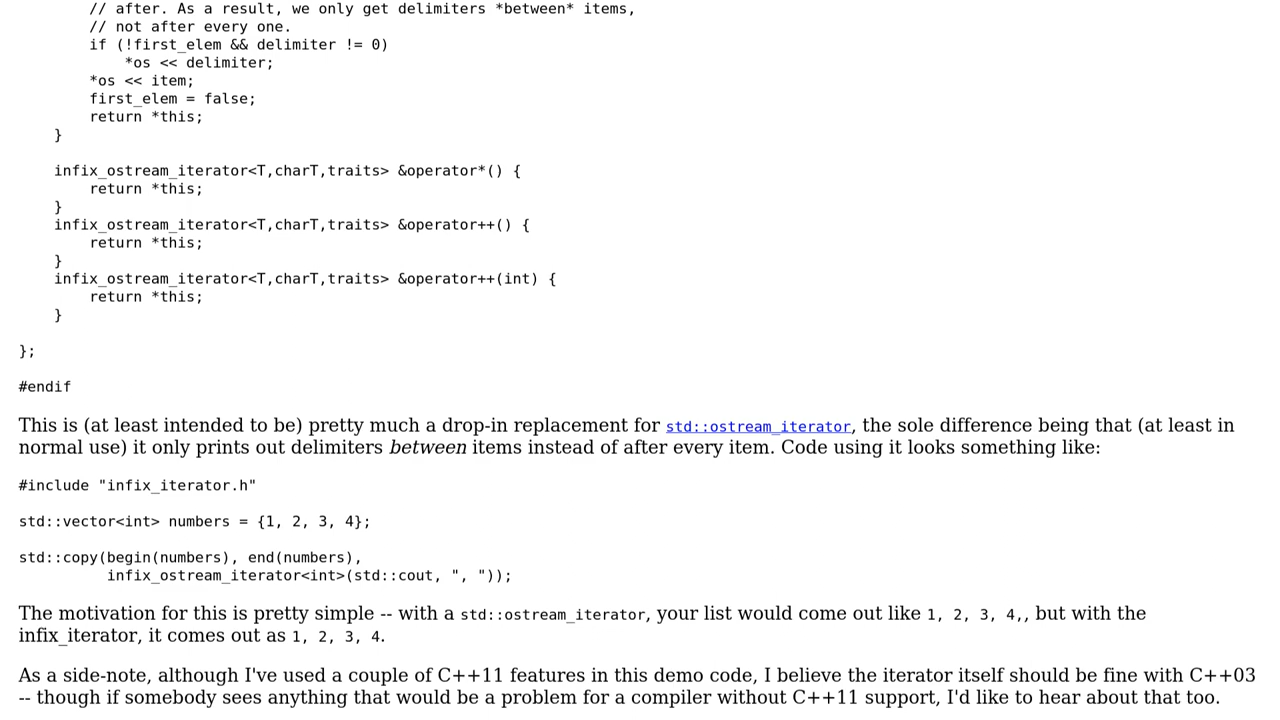 // after. As a result, we only get delimiters *between* items,
        // not after every one.
        if (!first_elem && delimiter != 0)
            *os << delimiter;
        *os << item;
        first_elem = false;
        return *this;
    }

    infix_ostream_iterator<T,charT,traits> &operator*() {
        return *this;
    }
    infix_ostream_iterator<T,charT,traits> &operator++() {
        return *this;
    }
    infix_ostream_iterator<T,charT,traits> &operator++(int) {
        return *this;
    }

};

#endif

This is (at least intended to be) pretty much a drop-in replacement for std::ostream_iterator, the sole difference being that (at least in
normal use) it only prints out delimiters between items instead of after every item. Code using it looks something like:

#include "infix_iterator.h"

std::vector<int> numbers = {1, 2, 3, 4};

std::copy(begin(numbers), end(numbers),
          infix_ostream_iterator<int>(std::cout, ", "));

The motivation for this is pretty simple -- with a std::ostream_iterator, your list would come out like 1, 2, 3, 4,, but with the
infix_iterator, it comes out as 1, 2, 3, 4.

As a side-note, although I've used a couple of C++11 features in this demo code, I believe the iterator itself should be fine with C++03
-- though if somebody sees anything that would be a problem for a compiler without C++11 support, I'd like to hear about that too.